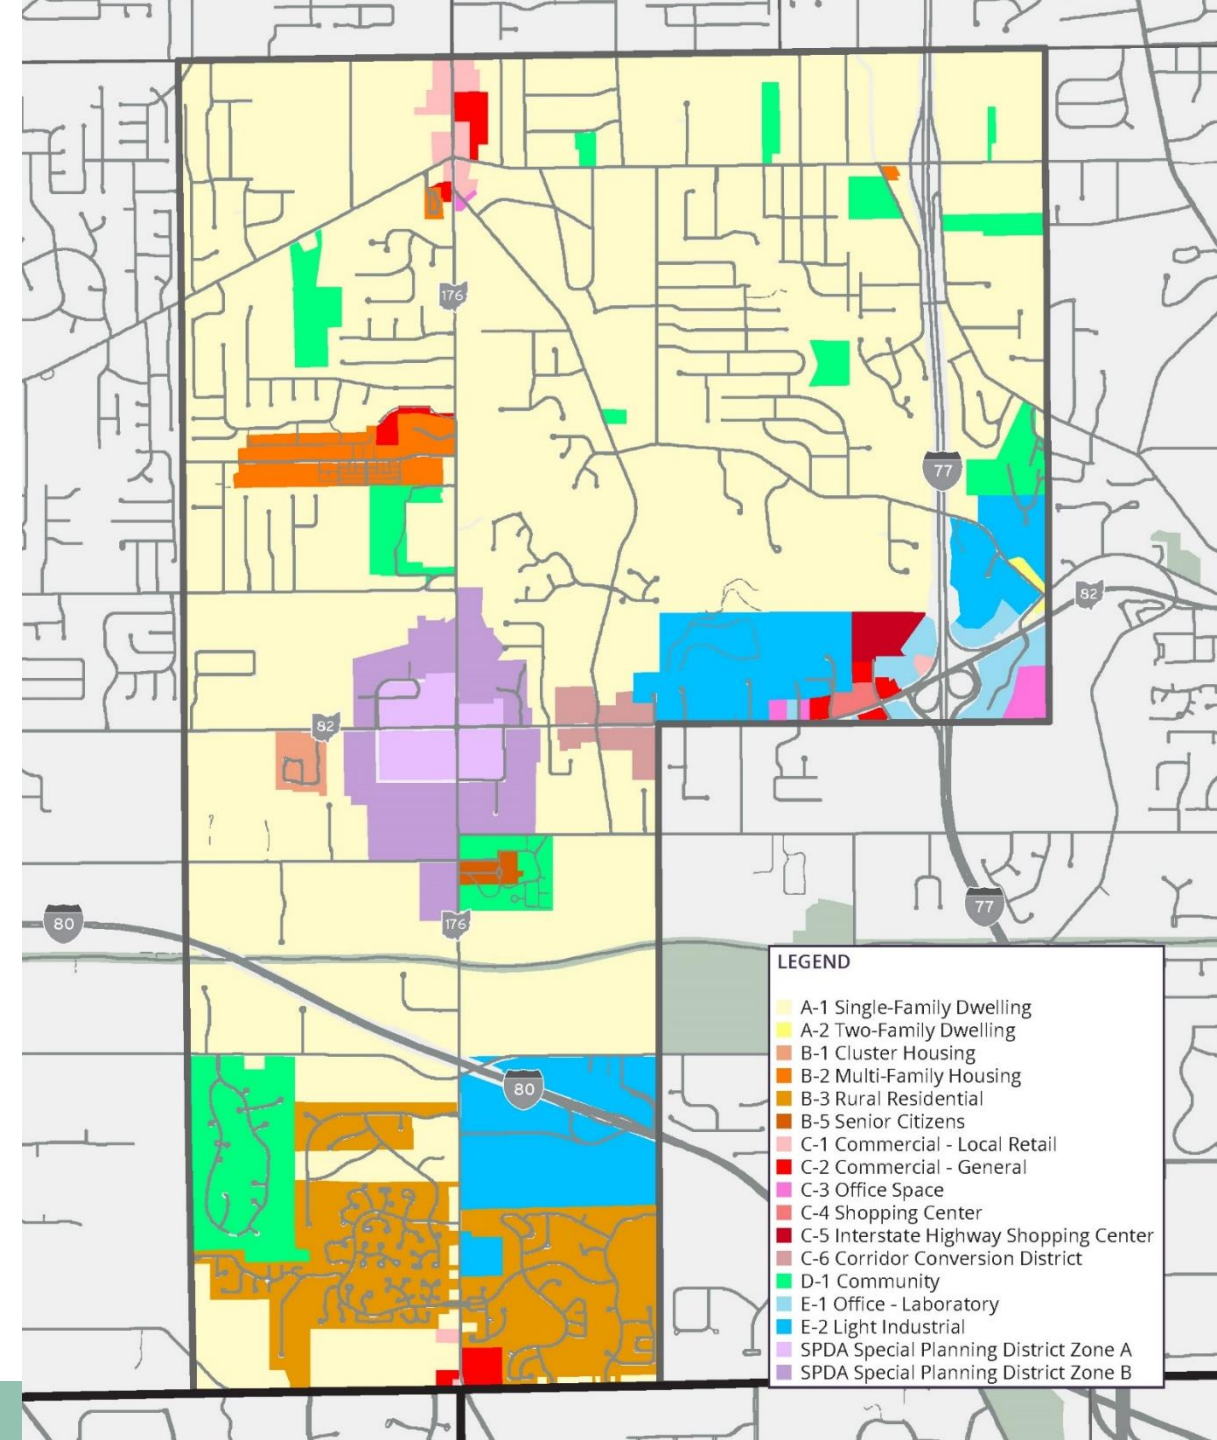 176
77
82
82
80
176
77
80
LEGEND
A-1 Single-Family Dwelling
A-2 Two-Family Dwelling
B-1 Cluster Housing
B-2 Multi-Family Housing
B-3 Rural Residential
B-5 Senior Citizens
C-1 Commercial - Local Retail
C-2 Commercial - General
C-3 Office Space
C-4 Shopping Center
C-5 Interstate Highway Shopping Center
C-6 Corridor Conversion District
D-1 Community
E-1 Office - Laboratory
E-2 Light Industrial
SPDA Special Planning District Zone A
SPDA Special Planning District Zone B